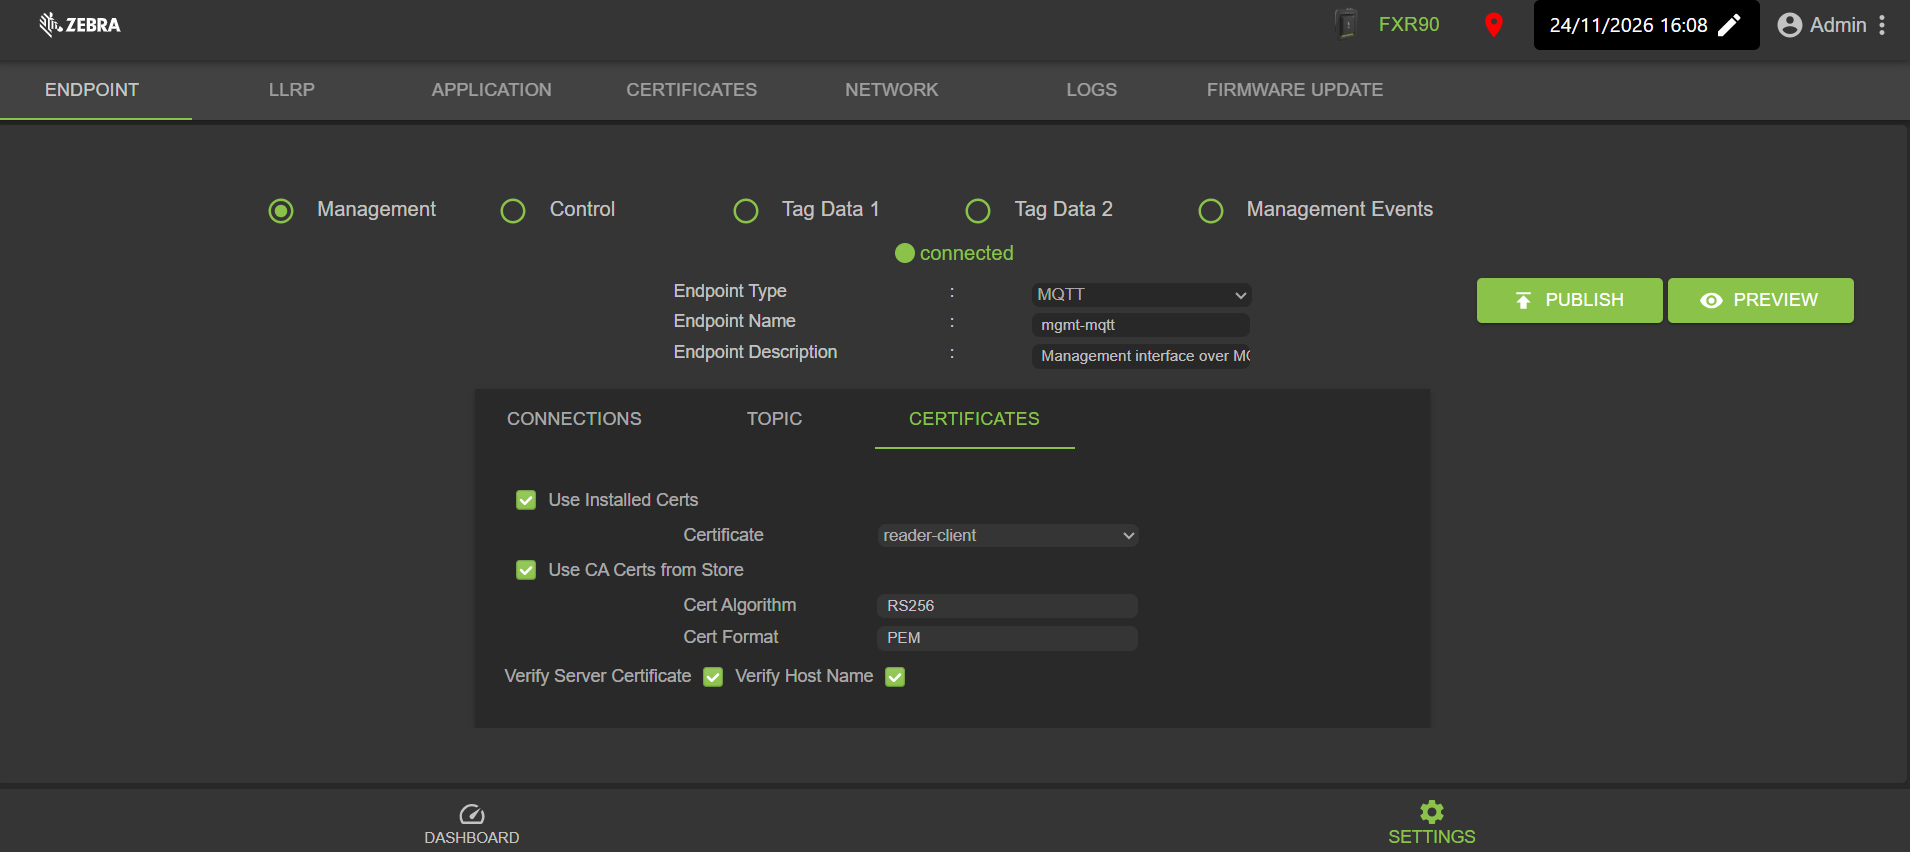 ZEBRA
FXR90
24/11/2026 16:08
Admin
ENDPOINT
LLRP
APPLICATION
CERTIFICATES
NETWORK
LOGS
FIRMWARE UPDATE
Management
Control
Tag Data 1
Tag Data 2
Management Events
connected
Endpoint Type : MQTT
Endpoint Name : mgmt-mqtt
Endpoint Description : Management interface over MQ
PUBLISH
PREVIEW
CONNECTIONS
TOPIC
CERTIFICATES
Use Installed Certs
Certificate reader-client
Use CA Certs from Store
Cert Algorithm RS256
Cert Format PEM
Verify Server Certificate
Verify Host Name
DASHBOARD
SETTINGS